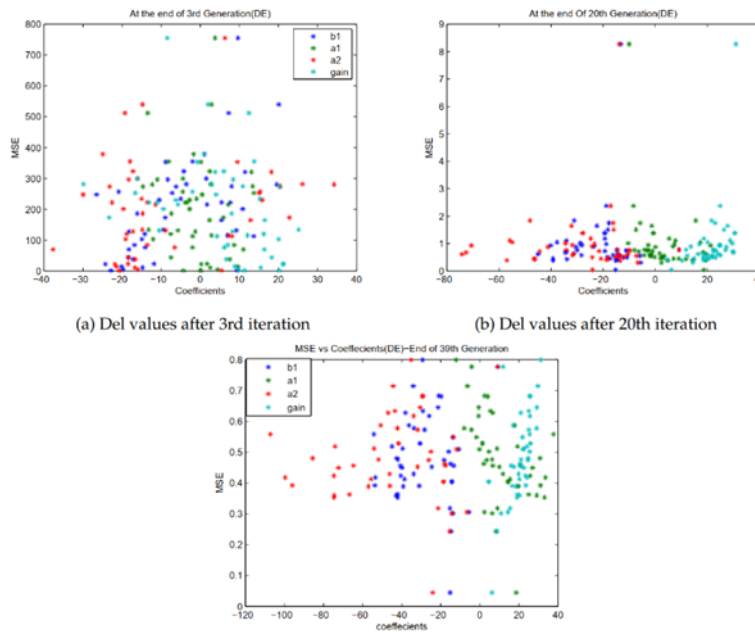 At the end of 3rd Generation(DE)
800
700
600
500
400
300
200
100
0
MSE
−40 −30 −20 −10 0 10 20 30 40
Coefficients
b1
a1
a2
gain
At the end Of 20th Generation(DE)
9
8
7
6
5
4
3
2
1
0
MSE
−80 −60 −40 −20 0 20 40
Coefficients
(a) Del values after 3rd iteration
(b) Del values after 20th iteration
MSE vs Coeffecients(DE)−End of 39th Generation
0.8
0.7
0.6
0.5
0.4
0.3
0.2
0.1
0
MSE
−120 −100 −80 −60 −40 −20 0 20 40
coeffecients
b1
a1
a2
gain